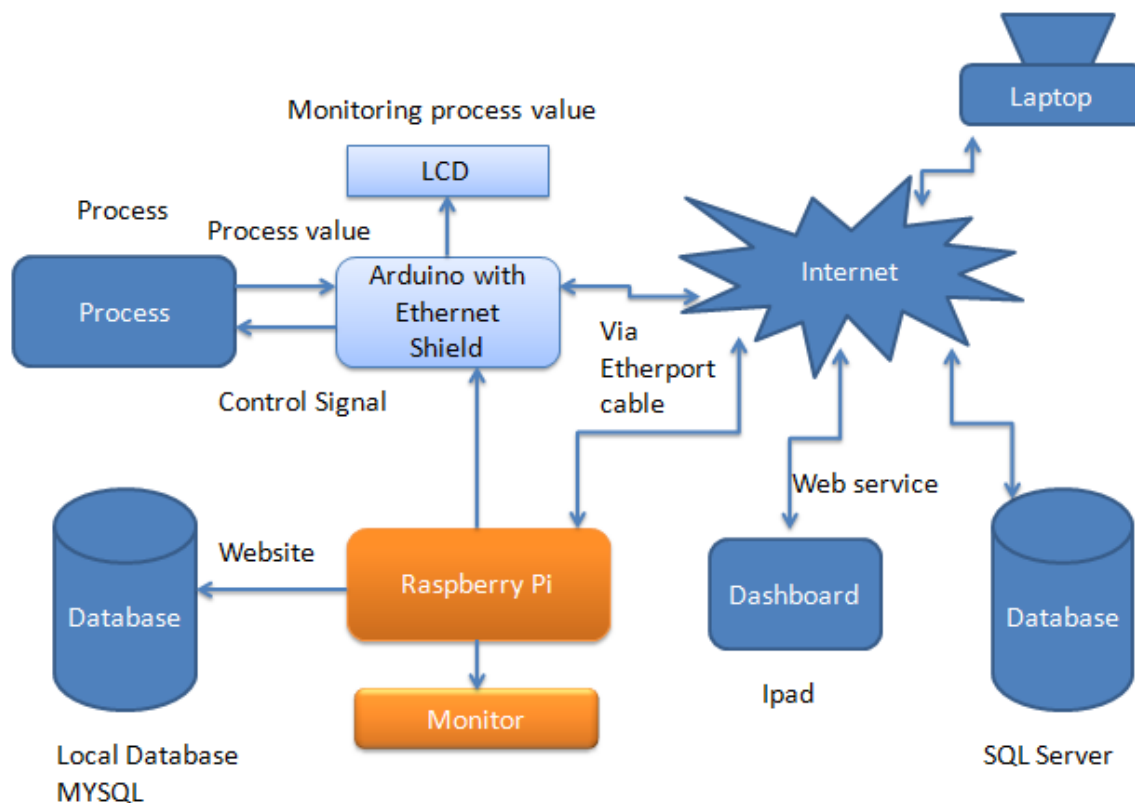 Laptop
Monitoring process value
LCD
Process
Process value
Arduino with
Ethernet
Shield
Internet
Process
Via
Etherport
cable
Control Signal
Web service
Website
Raspberry Pi
Dashboard
Database
Database
Ipad
Monitor
Local Database
MYSQL
SQL Server